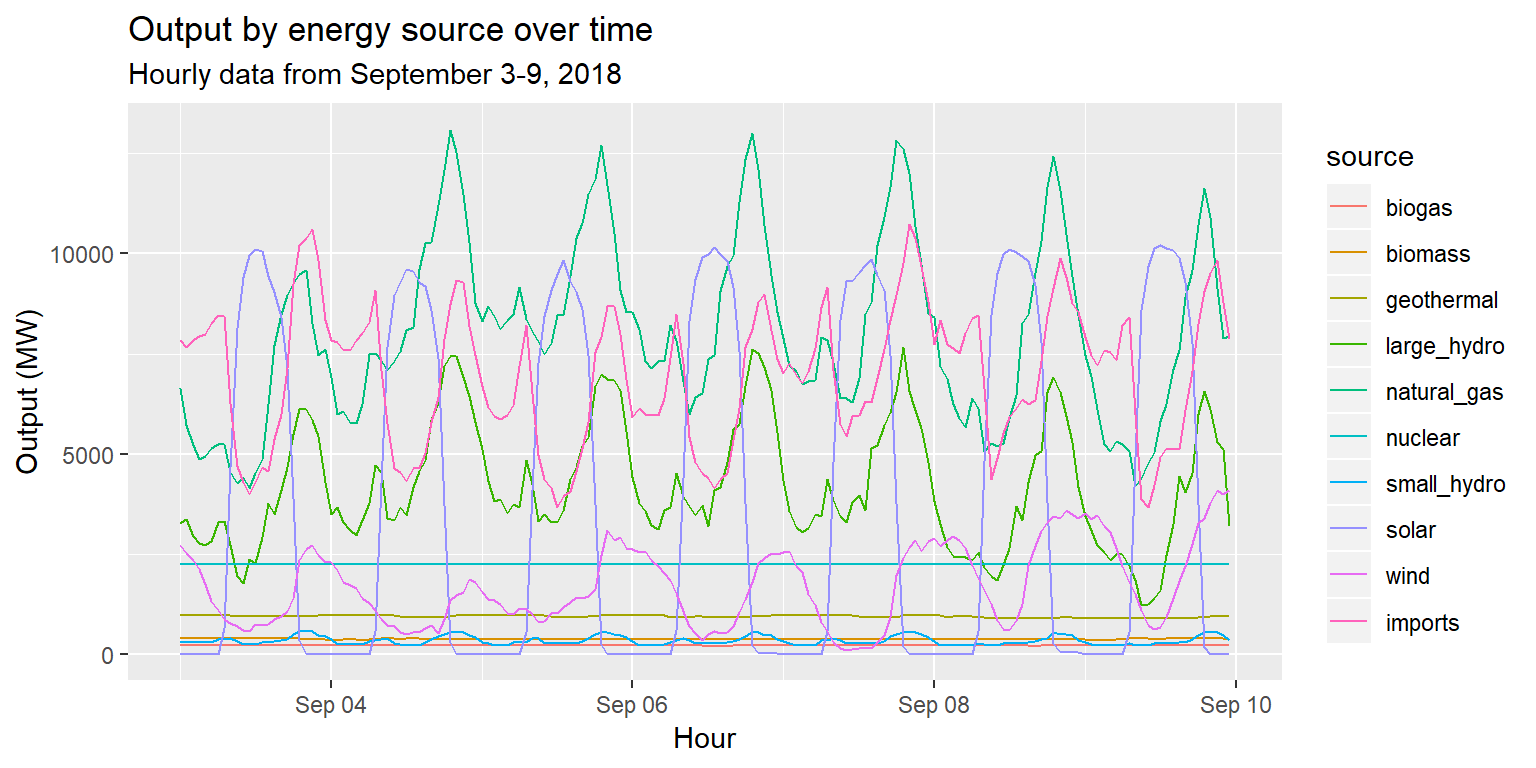 Output by energy source over time
Hourly data from September 3-9, 2018
Output (MW)
10000
5000
0
Sep 04
Sep 06
Sep 08
Sep 10
Hour
source
biogas
biomass
geothermal
large_hydro
natural_gas
nuclear
small_hydro
solar
wind
imports